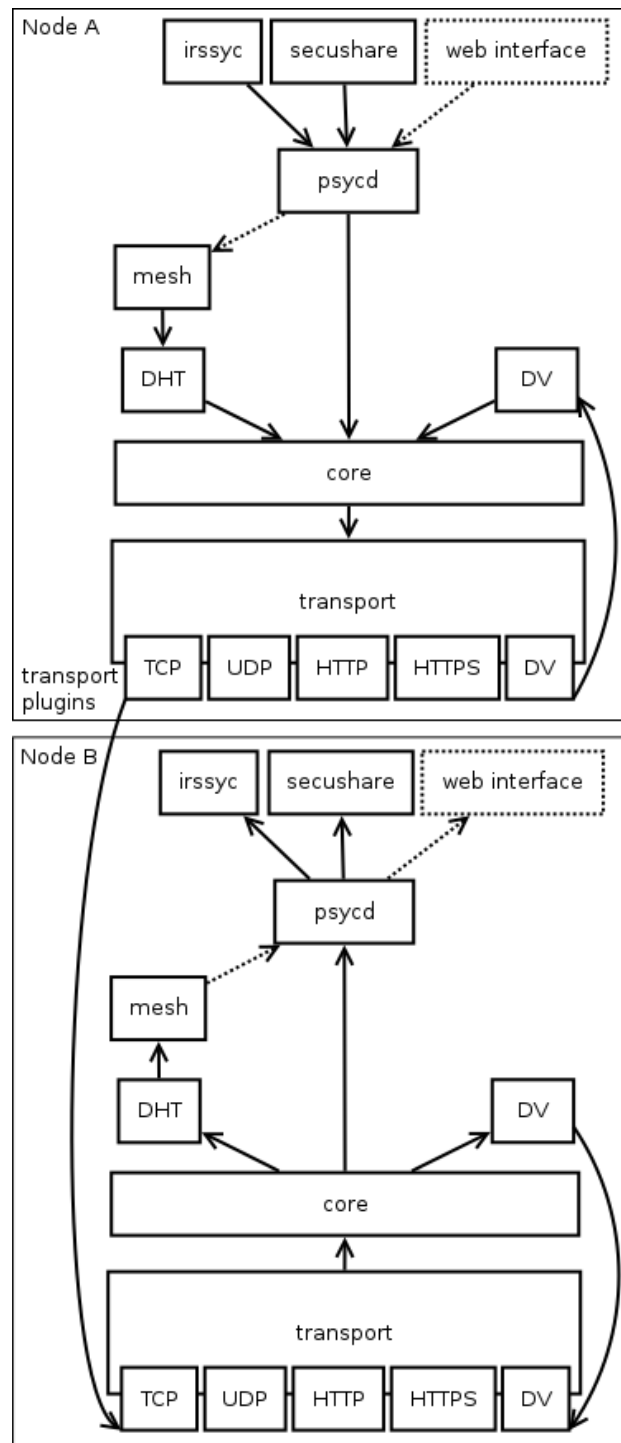 Node A
irssyc
secushare
web interface
psycd
mesh
DHT
DV
core
transport
TCP
UDP
HTTP
HTTPS
DV
transport
plugins
Node B
irssyc
secushare
web interface
psycd
mesh
DHT
DV
core
transport
TCP
UDP
HTTP
HTTPS
DV